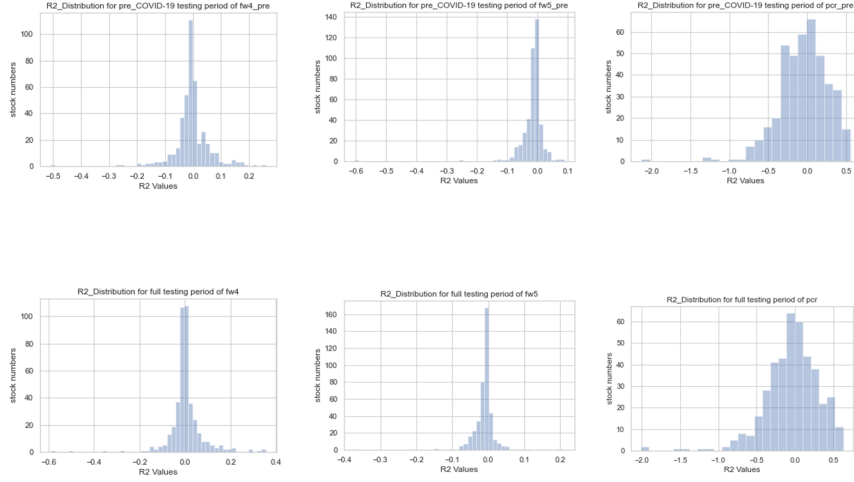 R2_Distribution for pre_COVID-19 testing period of fw4_pre
100
80
60
40
20
0
stock numbers
−0.5 −0.4 −0.3 −0.2 −0.1 0.0 0.1 0.2
R2 Values
R2_Distribution for pre_COVID-19 testing period of fw5_pre
140
120
100
80
60
40
20
0
stock numbers
−0.6 −0.5 −0.4 −0.3 −0.2 −0.1 0.0 0.1
R2 Values
R2_Distribution for pre_COVID-19 testing period of pcr_pre
60
50
40
30
20
10
0
stock numbers
−2.0 −1.5 −1.0 −0.5 0.0 0.5
R2 Values
R2_Distribution for full testing period of fw4
100
80
60
40
20
0
stock numbers
−0.6 −0.4 −0.2 0.0 0.2 0.4
R2 Values
R2_Distribution for full testing period of fw5
160
140
120
100
80
60
40
20
0
stock numbers
−0.4 −0.3 −0.2 −0.1 0.0 0.1 0.2
R2 Values
R2_Distribution for full testing period of pcr
60
50
40
30
20
10
0
stock numbers
−2.0 −1.5 −1.0 −0.5 0.0 0.5
R2 Values